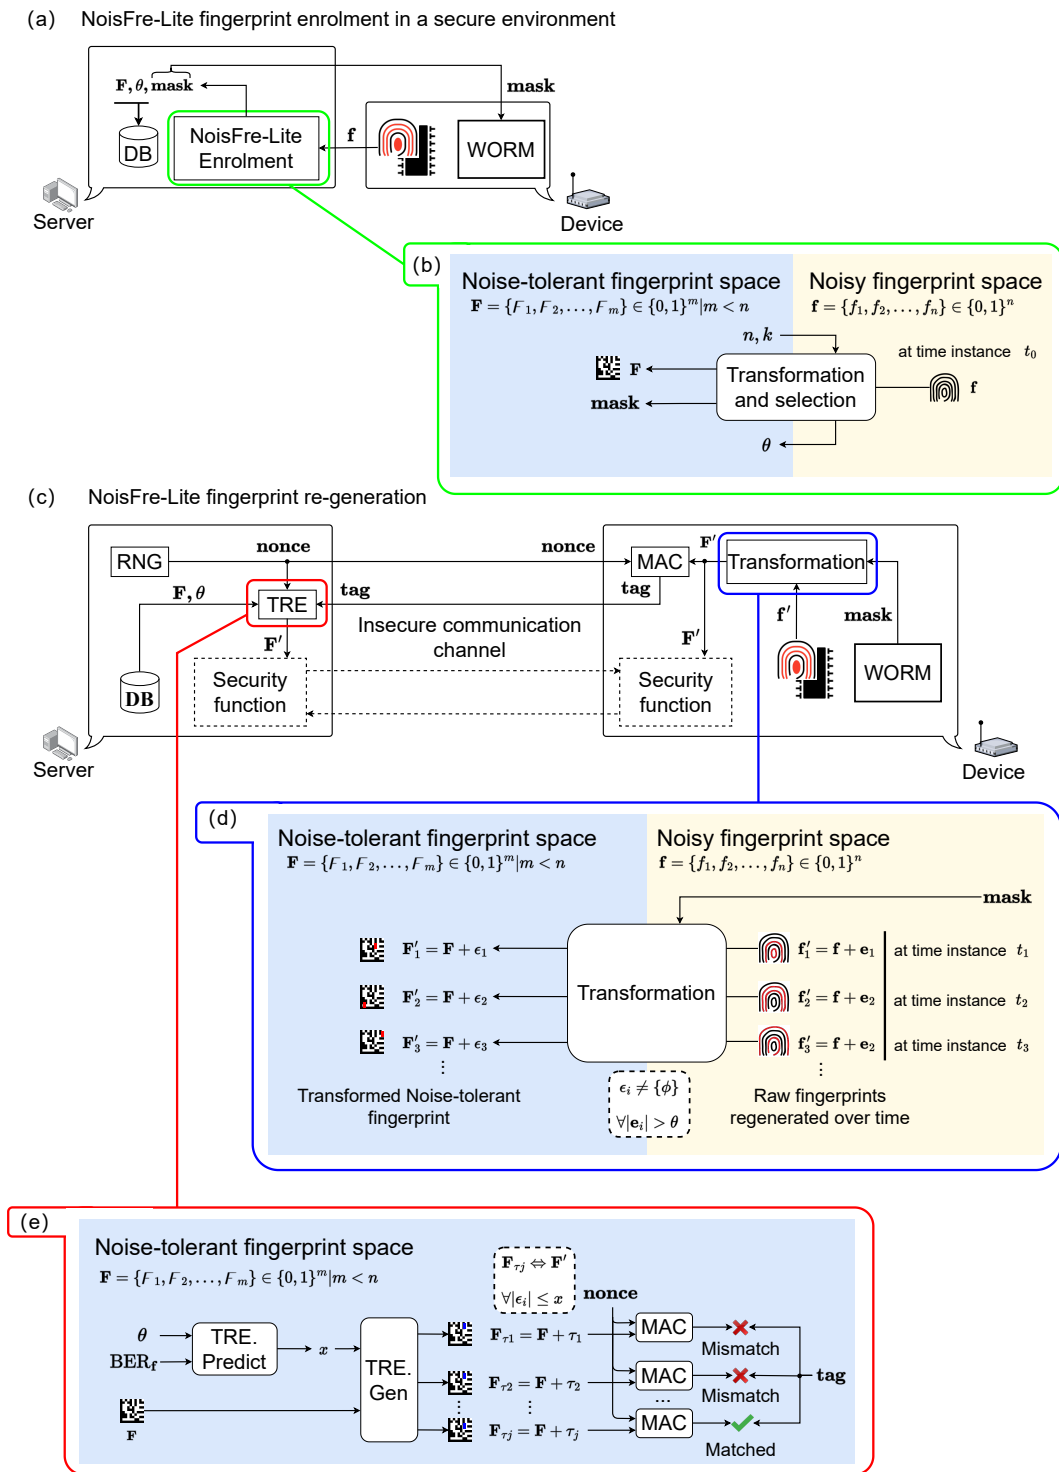 (a) NoisFre-Lite fingerprint enrolment in a secure environment
F, θ, mask
mask
DB
NoisFre-Lite
Enrolment
f
WORM
Server
Device
(b)
Noise-tolerant fingerprint space
F = {F₁, F₂, . . . , Fₘ} ∈ {0, 1}ᵐ|m < n
Noisy fingerprint space
f = {f₁, f₂, . . . , fₙ} ∈ {0, 1}ⁿ
n, k
at time instance t₀
F
Transformation
and selection
f
mask
θ
(c) NoisFre-Lite fingerprint re-generation
RNG
nonce
nonce
MAC
F′
Transformation
F, θ
TRE
tag
tag
f′
mask
F′
Insecure communication
channel
F′
DB
Security
function
Security
function
WORM
Server
Device
(d)
Noise-tolerant fingerprint space
F = {F₁, F₂, . . . , Fₘ} ∈ {0, 1}ᵐ|m < n
Noisy fingerprint space
f = {f₁, f₂, . . . , fₙ} ∈ {0, 1}ⁿ
mask
F′₁ = F + ϵ₁
f′₁ = f + e₁
at time instance t₁
F′₂ = F + ϵ₂
Transformation
f′₂ = f + e₂
at time instance t₂
F′₃ = F + ϵ₃
f′₃ = f + e₂
at time instance t₃
⋮
⋮
Transformed Noise-tolerant
fingerprint
ϵᵢ ≠ {ϕ}
∀|eᵢ| > θ
Raw fingerprints
regenerated over time
(e)
Noise-tolerant fingerprint space
F = {F₁, F₂, . . . , Fₘ} ∈ {0, 1}ᵐ|m < n
F_τj ⇔ F′
∀|ϵᵢ| ≤ x
nonce
θ
BER_f
TRE.
Predict
x
TRE.
Gen
F_τ1 = F + τ₁
MAC
Mismatch
F_τ2 = F + τ₂
MAC
Mismatch
tag
⋮
⋮
...
F_τj = F + τⱼ
MAC
Matched
F